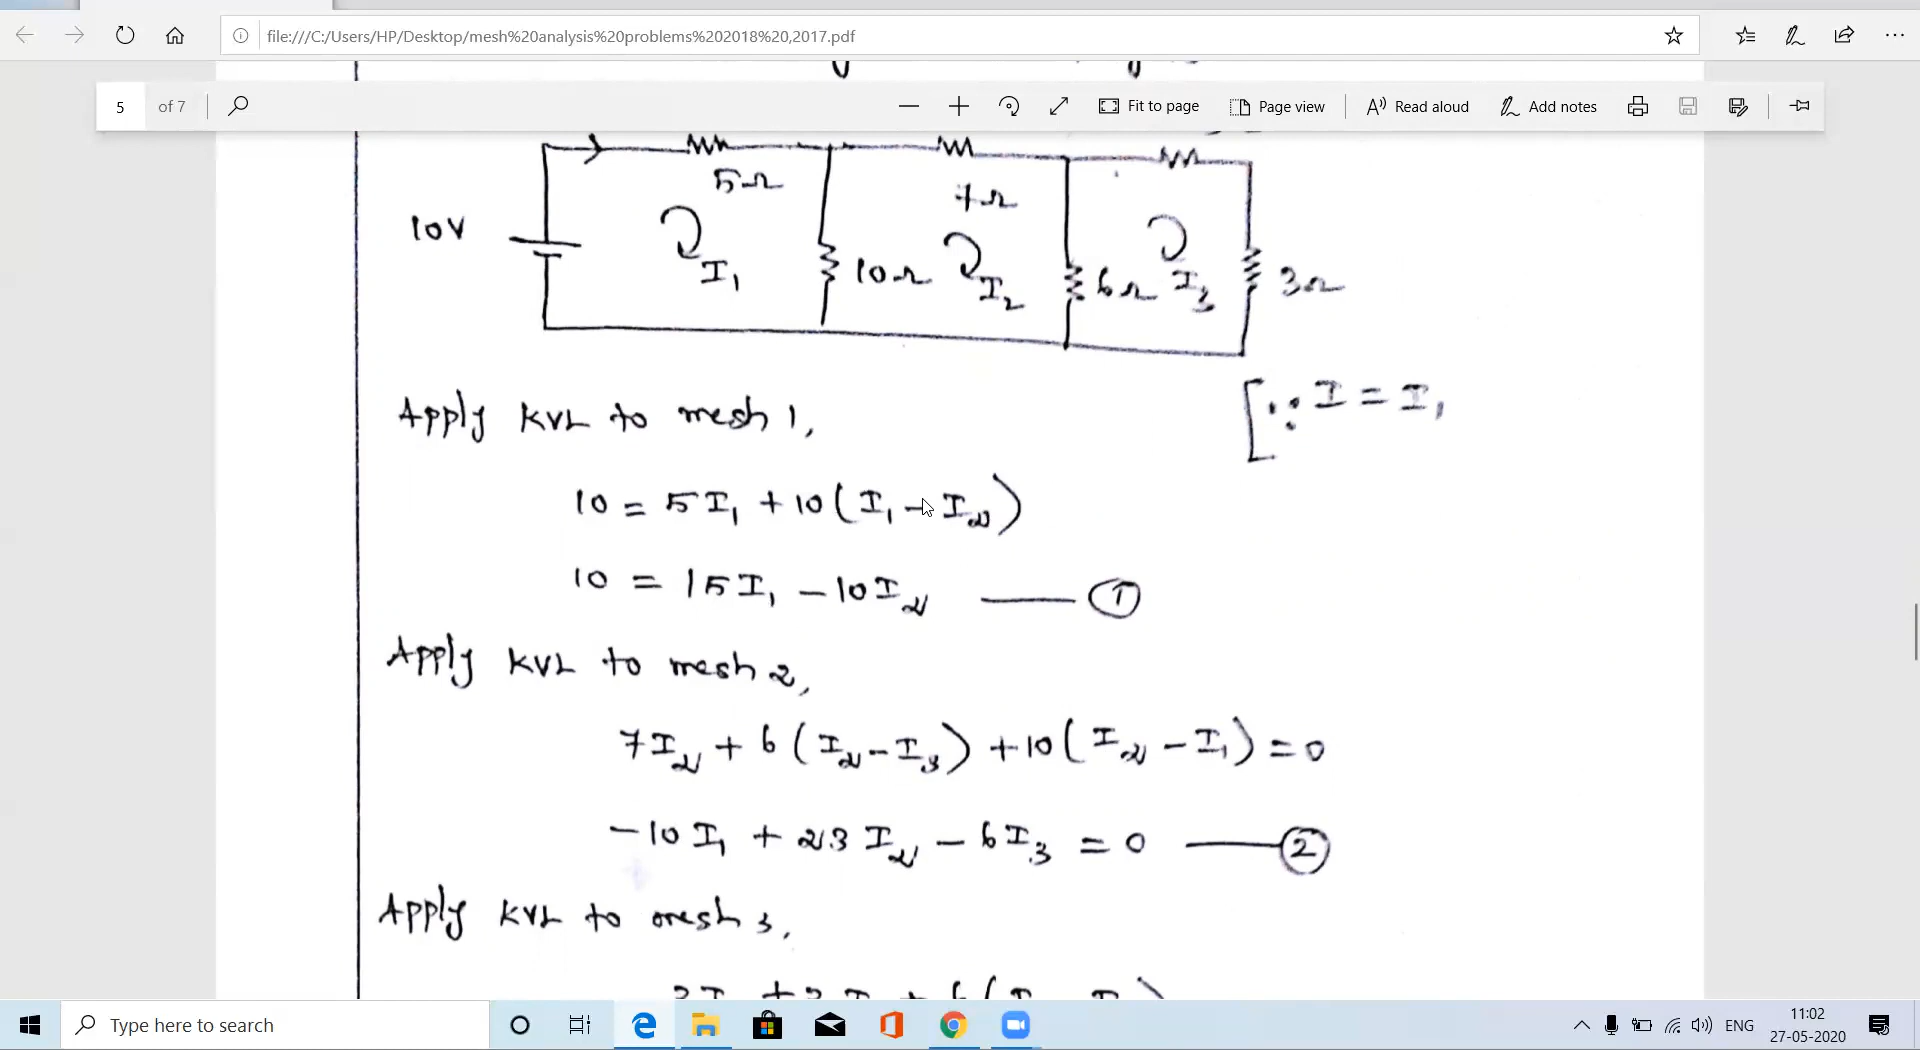 file:///C:/Users/HP/Desktop/mesh%20analysis%20problems%202018%20,2017.pdf
5 of 7
Fit to page
Page view
Read aloud
Add notes
5Ω
7Ω
10V
I₁
10Ω
I₂
6Ω
I₃
3Ω
Apply KVL to mesh 1,
[∵ I = I₁
10 = 5I₁ + 10(I₁ - I₂)
10 = 15I₁ - 10I₂ —— ①
Apply KVL to mesh 2,
7I₂ + 6(I₂ - I₃) + 10(I₂ - I₁) = 0
-10I₁ + 23I₂ - 6I₃ = 0 —— ②
Apply KVL to mesh 3,
Type here to search
ENG
11:02
27-05-2020